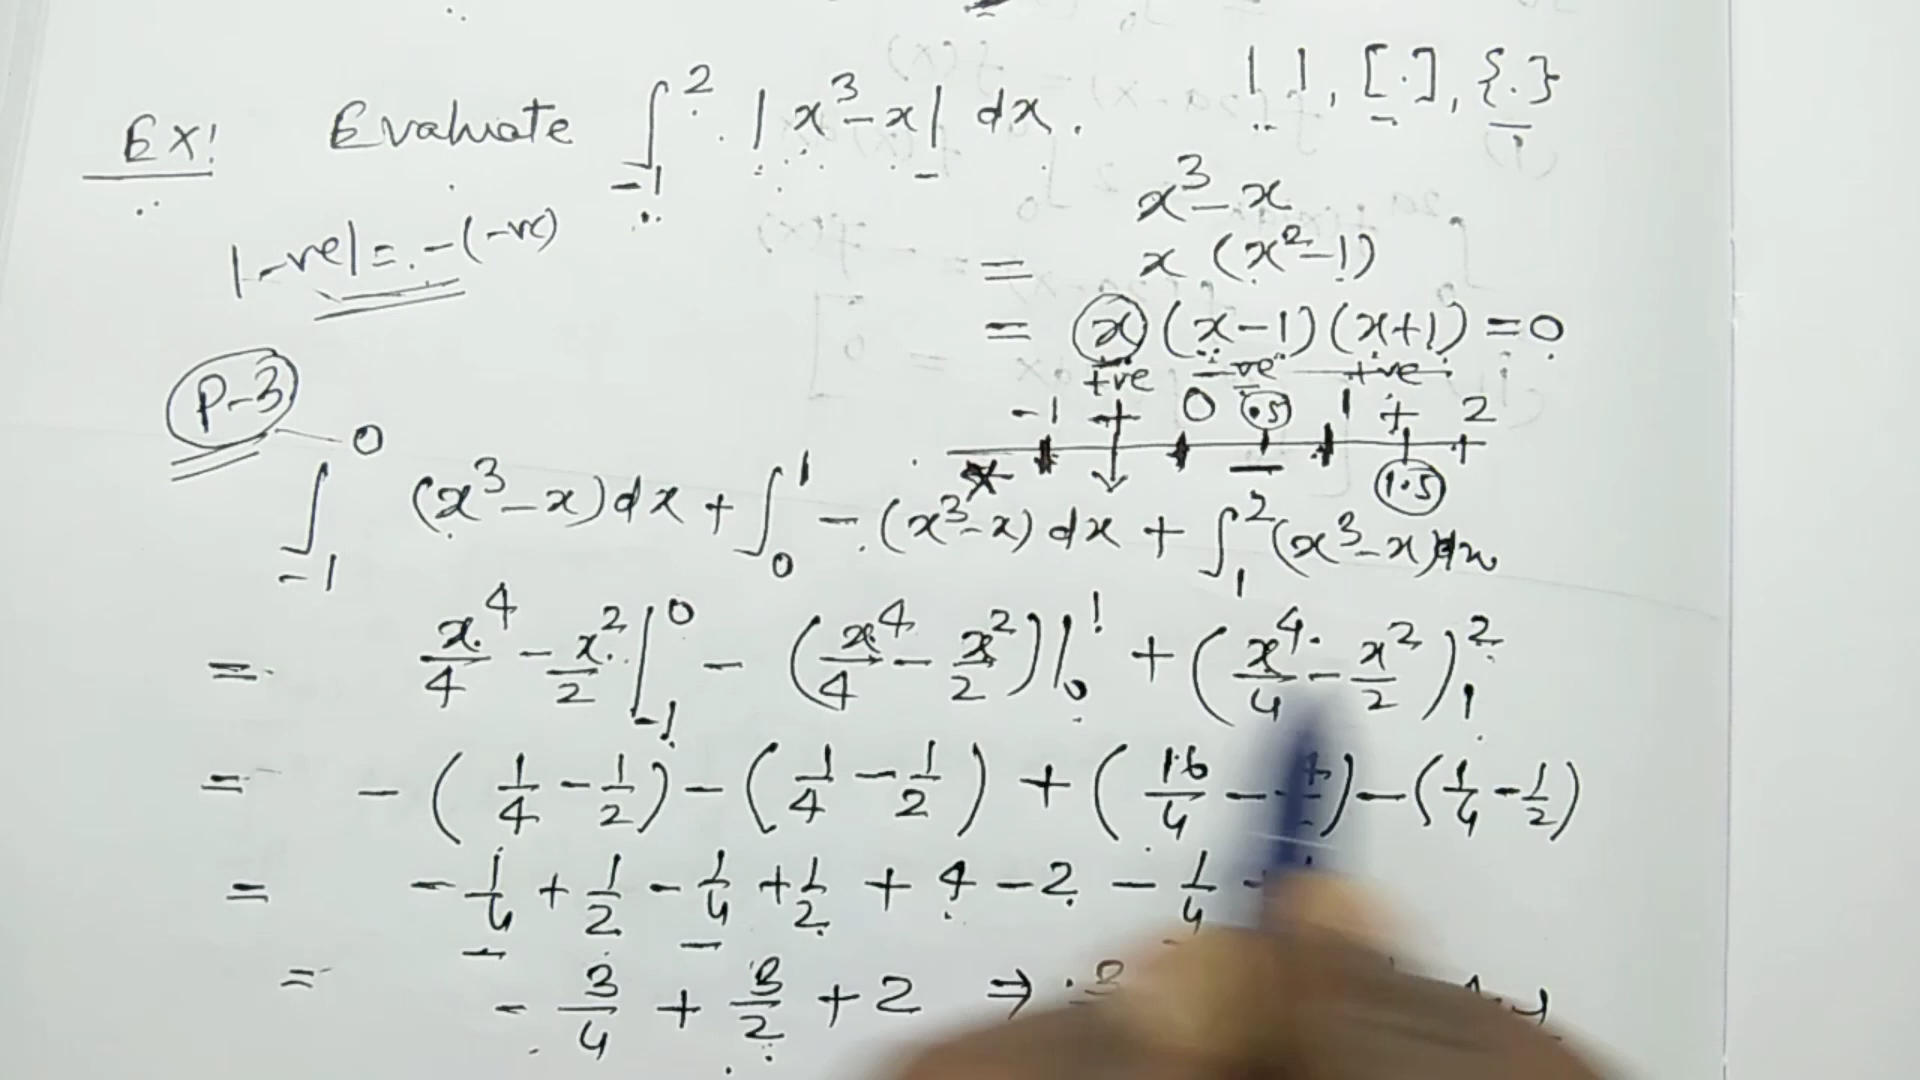 Ex! Evaluate ∫_{-1}^{2} |x³-x| dx.
| |, [.], {.}
|-ve| = -(-ve)
x³-x
= x (x²-1)
= x (x-1)(x+1) = 0
+ve -ve +ve
-1 + 0 .5 1 + 2
x - 1.5
P-3
∫_{-1}^{0} (x³-x)dx + ∫_{0}^{1} -(x³-x)dx + ∫_{1}^{2} (x³-x)dx
= x⁴/4 - x²/2 |_{-1}^{0} - (x⁴/4 - x²/2)|_{0}^{1} + (x⁴/4 - x²/2)_{1}^{2}
= -(1/4 - 1/2) - (1/4 - 1/2) + (16/4 - 4/2) - (1/4 - 1/2)
= -1/4 + 1/2 - 1/4 + 1/2 + 4 - 2 - 1/4 +
= -3/4 + 3/2 + 2 ⇒ 3